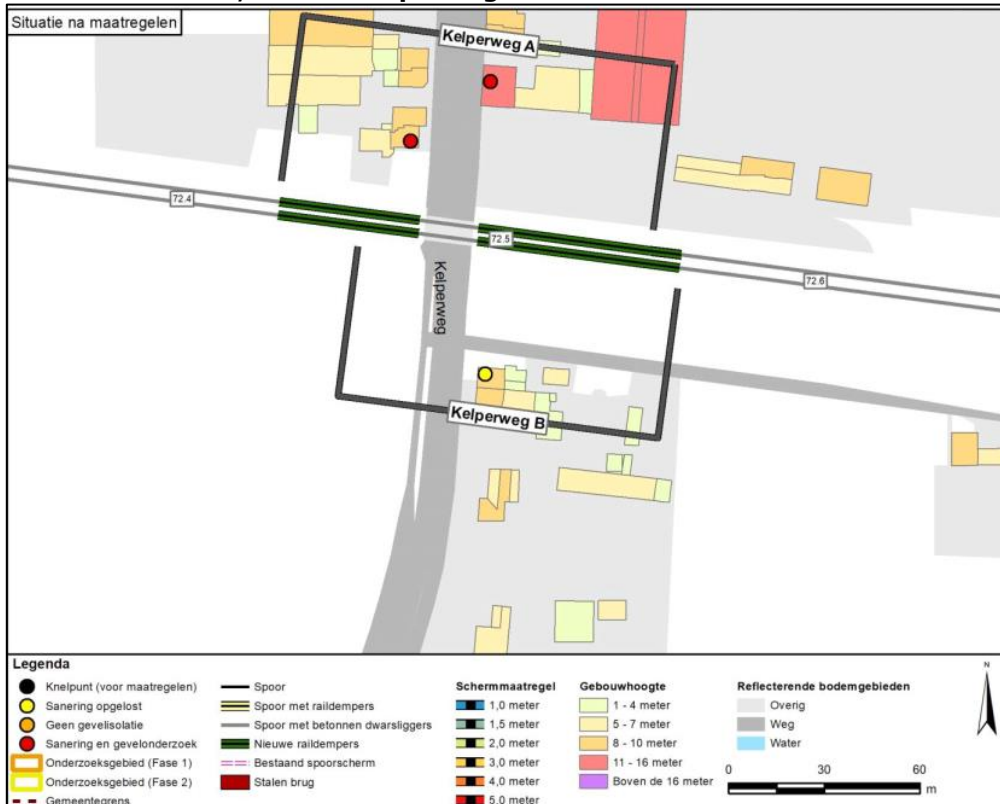 Situatie na maatregelen
Kelperweg A
72.4
72.5
72.6
Kelperweg
Kelperweg B
Legenda
Knelpunt (voor maatregelen)
Sanering opgelost
Geen gevelisolatie
Sanering en gevelonderzoek
Onderzoeksgebied (Fase 1)
Onderzoeksgebied (Fase 2)
Gemeentegrens
Spoor
Spoor met raildempers
Spoor met betonnen dwarsliggers
Nieuwe raildempers
Bestaand spoorscherm
Stalen brug
Schermmaatregel
1,0 meter
1,5 meter
2,0 meter
3,0 meter
4,0 meter
5,0 meter
Gebouwhoogte
1 - 4 meter
5 - 7 meter
8 - 10 meter
11 - 16 meter
Boven de 16 meter
Reflecterende bodemgebieden
Overig
Weg
Water
N
0 30 60
m